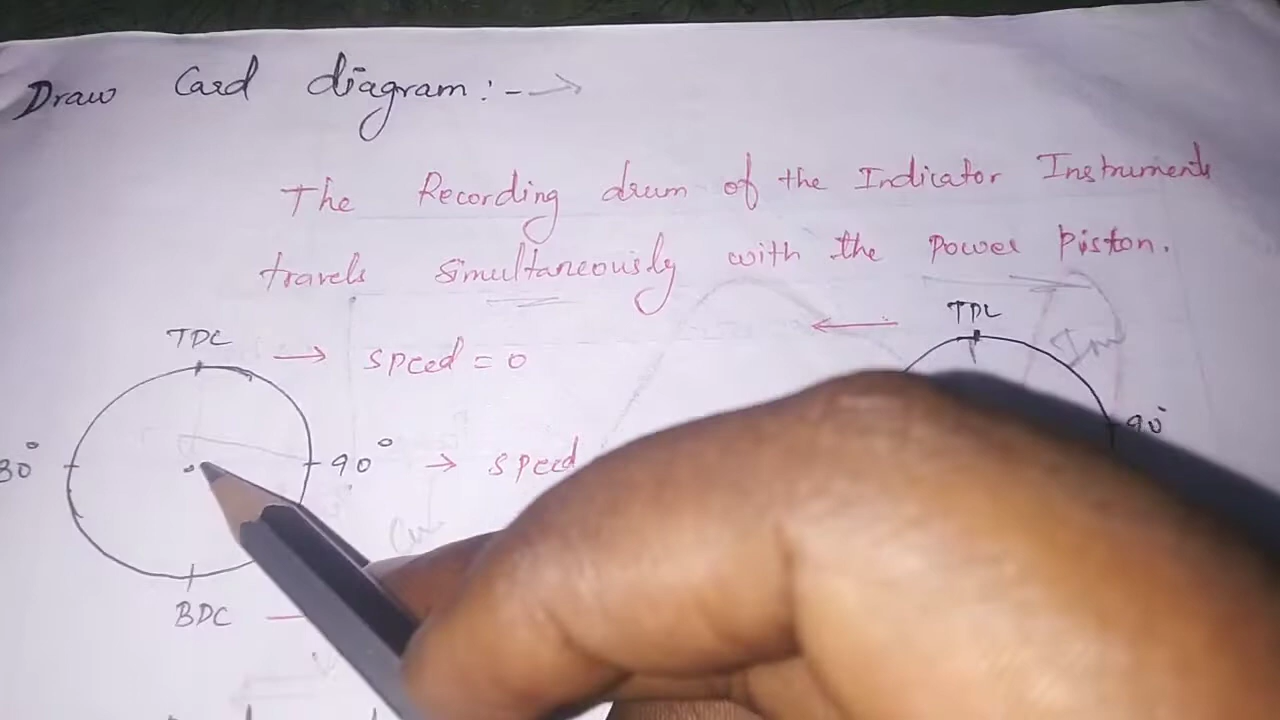 Draw Card diagram:-→
The Recording drum of the Indicator Instruments
travels simultaneously with the power piston.
TDC → speed = 0
TDC
90°
30° 90° → speed
BDC